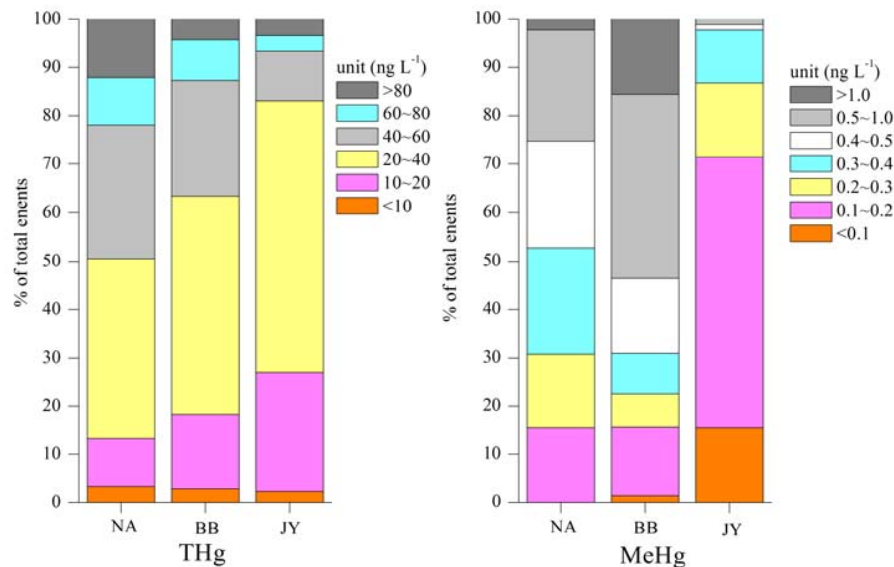 100
90
80
70
60
50
40
30
20
10
0
% of total enents
NA
BB
JY
THg
unit (ng L⁻¹)
>80
60~80
40~60
20~40
10~20
<10
100
90
80
70
60
50
40
30
20
10
0
% of total enents
NA
BB
JY
MeHg
unit (ng L⁻¹)
>1.0
0.5~1.0
0.4~0.5
0.3~0.4
0.2~0.3
0.1~0.2
<0.1